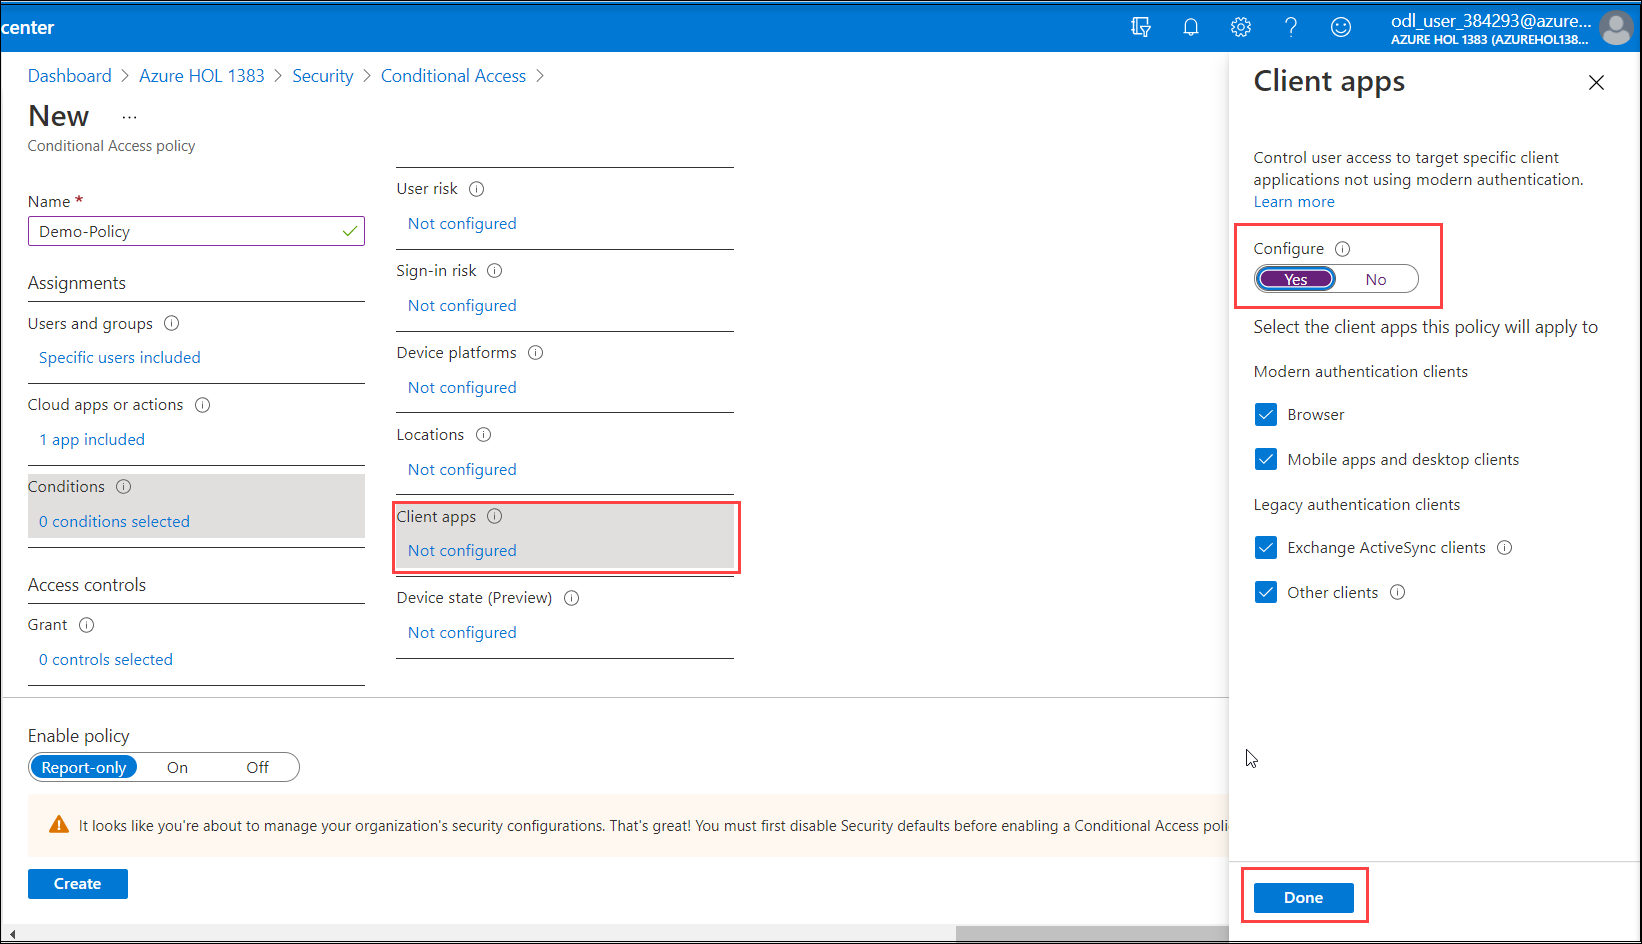 center
odl_user_384293@azure...
AZURE HOL 1383 (AZUREHOL138...
Dashboard > Azure HOL 1383 > Security > Conditional Access >
New ...
Conditional Access policy
Name *
Demo-Policy
Assignments
Users and groups
Specific users included
Cloud apps or actions
1 app included
Conditions
0 conditions selected
Access controls
Grant
0 controls selected
User risk
Not configured
Sign-in risk
Not configured
Device platforms
Not configured
Locations
Not configured
Client apps
Not configured
Device state (Preview)
Not configured
Enable policy
Report-only On Off
It looks like you're about to manage your organization's security configurations. That's great! You must first disable Security defaults before enabling a Conditional Access poli
Create
Client apps
Control user access to target specific client
applications not using modern authentication.
Learn more
Configure
Yes No
Select the client apps this policy will apply to
Modern authentication clients
Browser
Mobile apps and desktop clients
Legacy authentication clients
Exchange ActiveSync clients
Other clients
Done